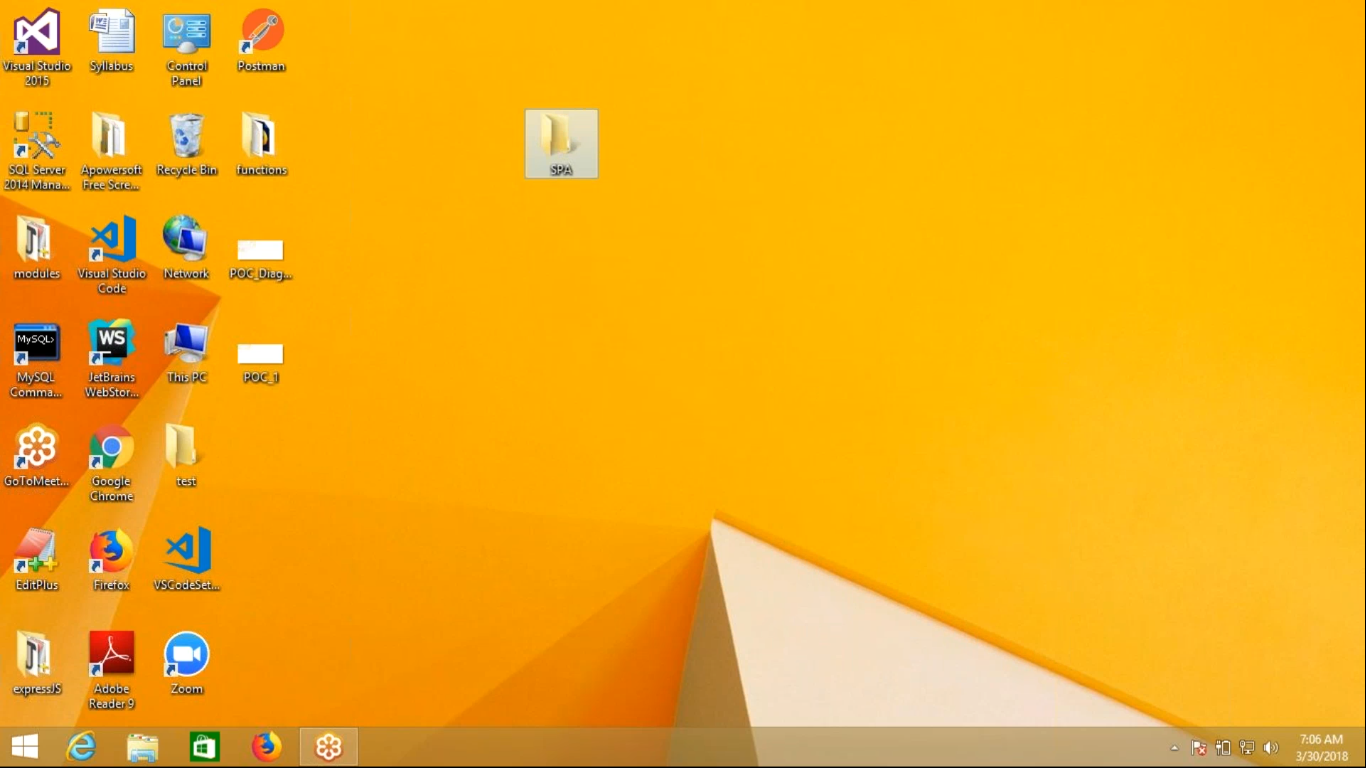 Visual Studio
2015
Syllabus
Control
Panel
Postman
SQL Server
2014 Mana...
Apowersoft
Free Scre...
Recycle Bin
functions
SPA
modules
Visual Studio
Code
Network
POC_Diag...
MySQL>
MySQL
Comma...
WS
JetBrains
WebStor...
This PC
POC_1
GoToMeet...
Google
Chrome
test
EditPlus
Firefox
VSCodeSet...
expressJS
Adobe
Reader 9
Zoom
7:06 AM
3/30/2018